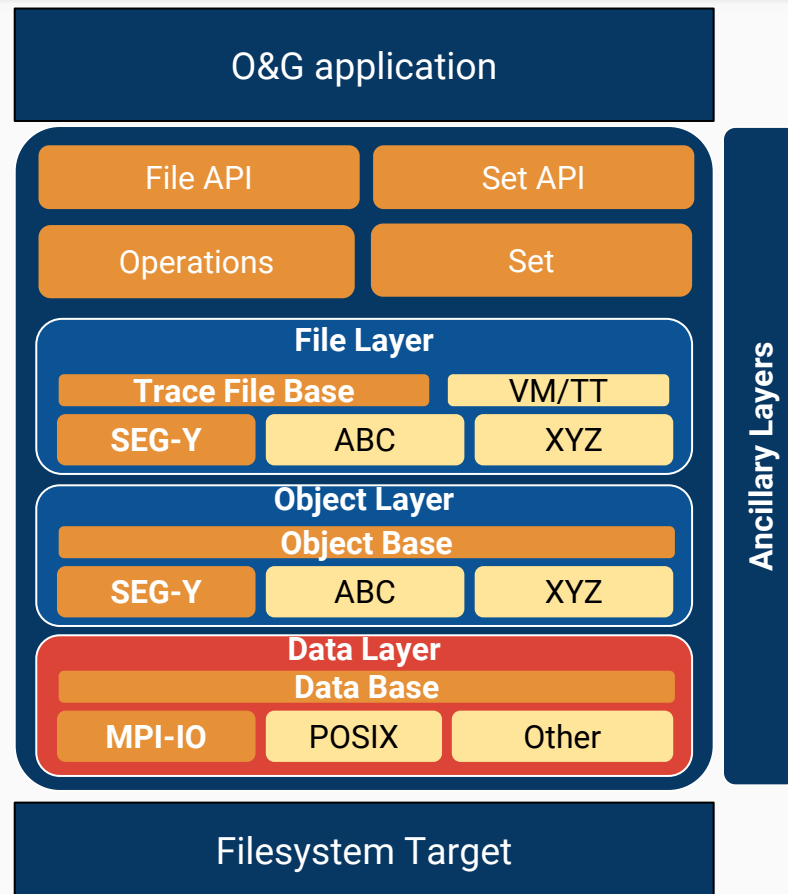 O&G application
File API
Set API
Operations
Set
File Layer
Trace File Base
VM/TT
SEG-Y
ABC
XYZ
Object Layer
Object Base
SEG-Y
ABC
XYZ
Data Layer
Data Base
MPI-IO
POSIX
Other
Ancillary Layers
Filesystem Target